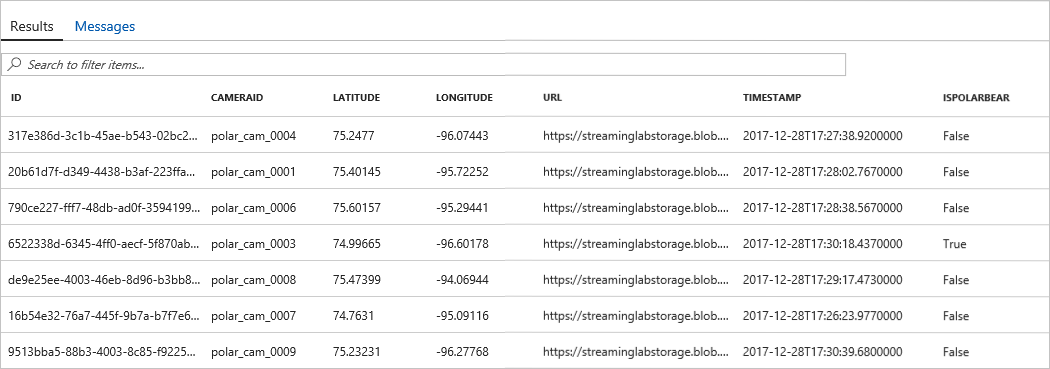 Results Messages
Search to filter items...
ID CAMERAID LATITUDE LONGITUDE URL TIMESTAMP ISPOLARBEAR
317e386d-3c1b-45ae-b543-02bc2... polar_cam_0004 75.2477 -96.07443 https://streaminglabstorage.blob.... 2017-12-28T17:27:38.9200000 False
20b61d7f-d349-4438-b3af-223ffa... polar_cam_0001 75.40145 -95.72252 https://streaminglabstorage.blob.... 2017-12-28T17:28:02.7670000 False
790ce227-fff7-48db-ad0f-3594199... polar_cam_0006 75.60157 -95.29441 https://streaminglabstorage.blob.... 2017-12-28T17:28:38.5670000 False
6522338d-6345-4ff0-aecf-5f870ab... polar_cam_0003 74.99665 -96.60178 https://streaminglabstorage.blob.... 2017-12-28T17:30:18.4370000 True
de9e25ee-4003-46eb-8d96-b3bb8... polar_cam_0008 75.47399 -94.06944 https://streaminglabstorage.blob.... 2017-12-28T17:29:17.4730000 False
16b54e32-76a7-445f-9b7a-b7f7e6... polar_cam_0007 74.7631 -95.09116 https://streaminglabstorage.blob.... 2017-12-28T17:26:23.9770000 False
9513bba5-88b3-4003-8c85-f9225... polar_cam_0009 75.23231 -96.27768 https://streaminglabstorage.blob.... 2017-12-28T17:30:39.6800000 False